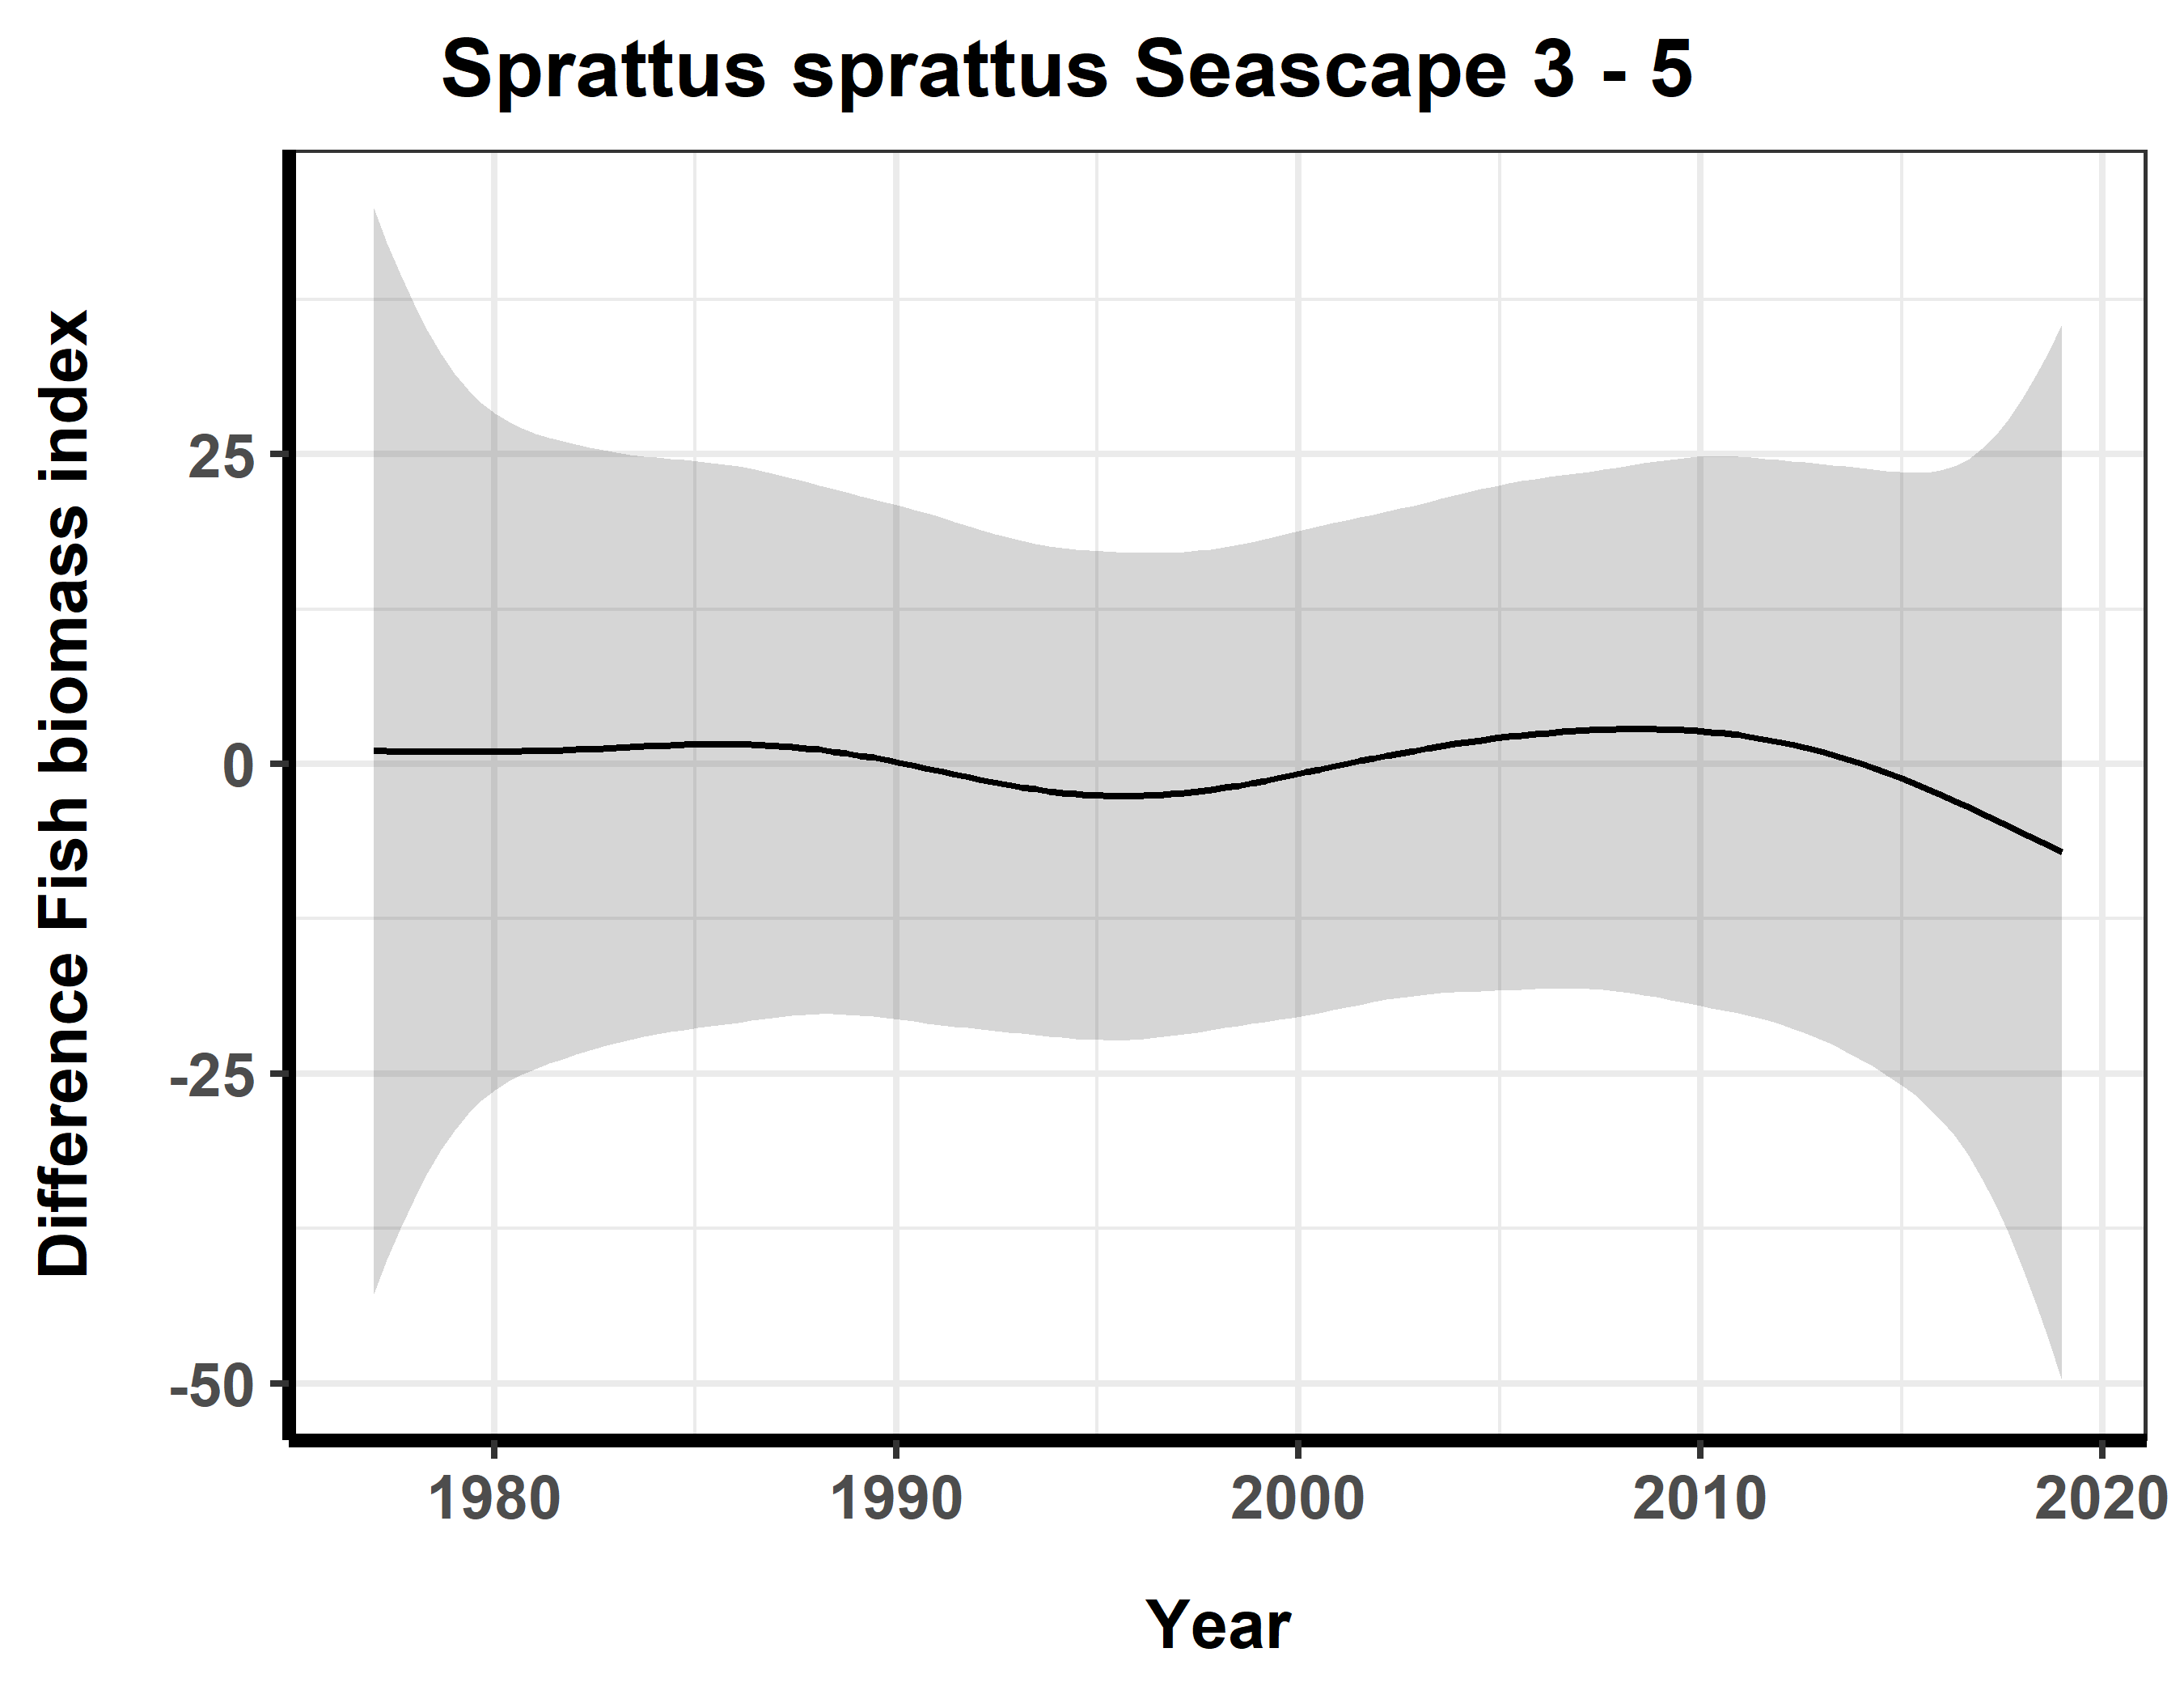 Sprattus sprattus Seascape 3 - 5
Difference Fish biomass index
25
0
-25
-50
1980 1990 2000 2010 2020
Year